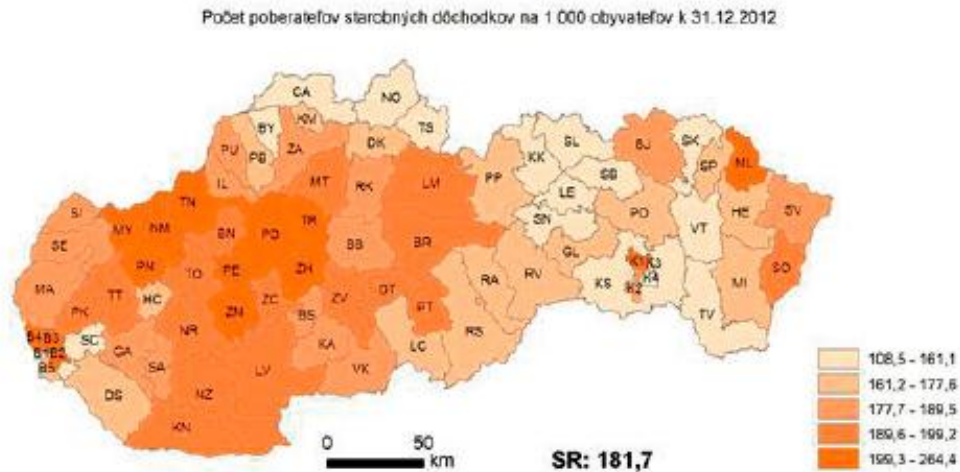 Počet poberateľov starobných dôchodkov na 1 000 obyvateľov k 31.12.2012
CA
NO
TS
BY
KM
PU
PB
ZA
DK
IL
MT
RK
LM
PP
KK
SL
SB
LE
SN
GL
BJ
SK
SP
ML
HE
SV
PO
VT
SO
MI
TV
K1
K3
K4
K2
KS
RV
RA
RS
SI
SE
MA
PK
MY
NM
TN
PN
BN
PD
TR
TO
PE
ZH
BB
BR
TT
HC
ZM
ZC
ZV
DT
PT
BS
KA
VK
LC
NR
LV
NZ
KN
SA
GA
SC
DS
B4
B3
B1
B2
B5
0 50
km
SR: 181,7
108,5 - 161,1
161,2 - 177,6
177,7 - 189,5
189,6 - 199,2
199,3 - 264,4